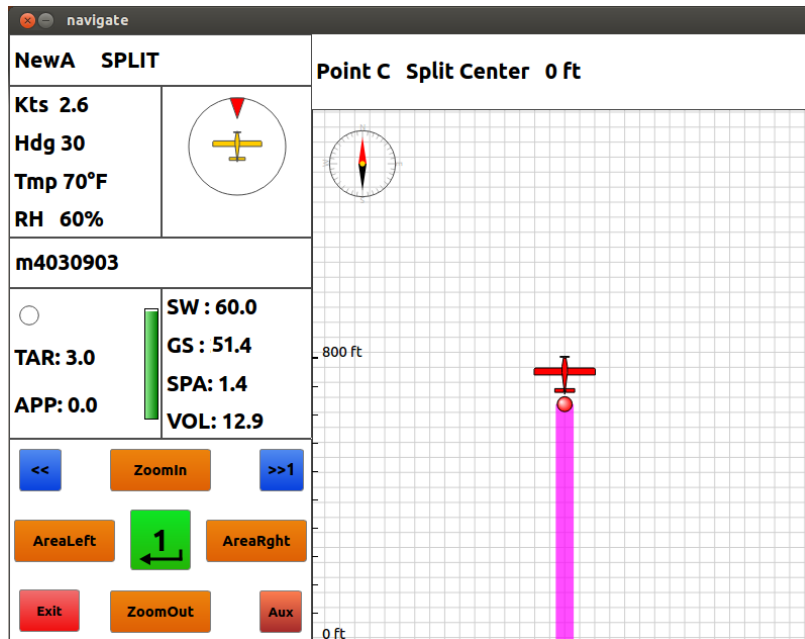 navigate
NewA SPLIT
Point C Split Center 0 ft
Kts 2.6
Hdg 30
Tmp 70°F
RH 60%
m4030903
TAR: 3.0
APP: 0.0
SW : 60.0
GS : 51.4
SPA: 1.4
VOL: 12.9
<<
ZoomIn
>>1
AreaLeft
1
AreaRght
Exit
ZoomOut
Aux
N
800 ft
0 ft